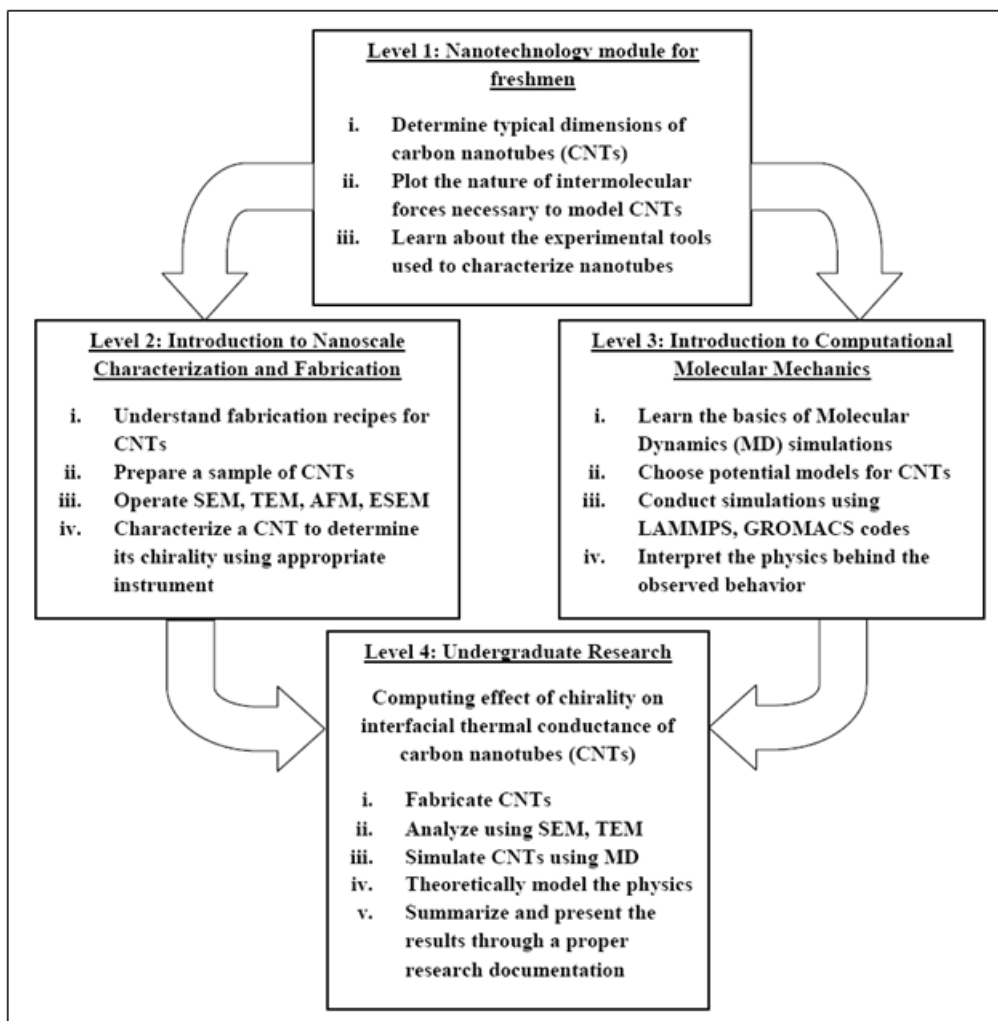 Level 1: Nanotechnology module for
freshmen
i. Determine typical dimensions of
carbon nanotubes (CNTs)
ii. Plot the nature of intermolecular
forces necessary to model CNTs
iii. Learn about the experimental tools
used to characterize nanotubes
Level 2: Introduction to Nanoscale
Characterization and Fabrication
i. Understand fabrication recipes for
CNTs
ii. Prepare a sample of CNTs
iii. Operate SEM, TEM, AFM, ESEM
iv. Characterize a CNT to determine
its chirality using appropriate
instrument
Level 3: Introduction to Computational
Molecular Mechanics
i. Learn the basics of Molecular
Dynamics (MD) simulations
ii. Choose potential models for CNTs
iii. Conduct simulations using
LAMMPS, GROMACS codes
iv. Interpret the physics behind the
observed behavior
Level 4: Undergraduate Research
Computing effect of chirality on
interfacial thermal conductance of
carbon nanotubes (CNTs)
i. Fabricate CNTs
ii. Analyze using SEM, TEM
iii. Simulate CNTs using MD
iv. Theoretically model the physics
v. Summarize and present the
results through a proper
research documentation